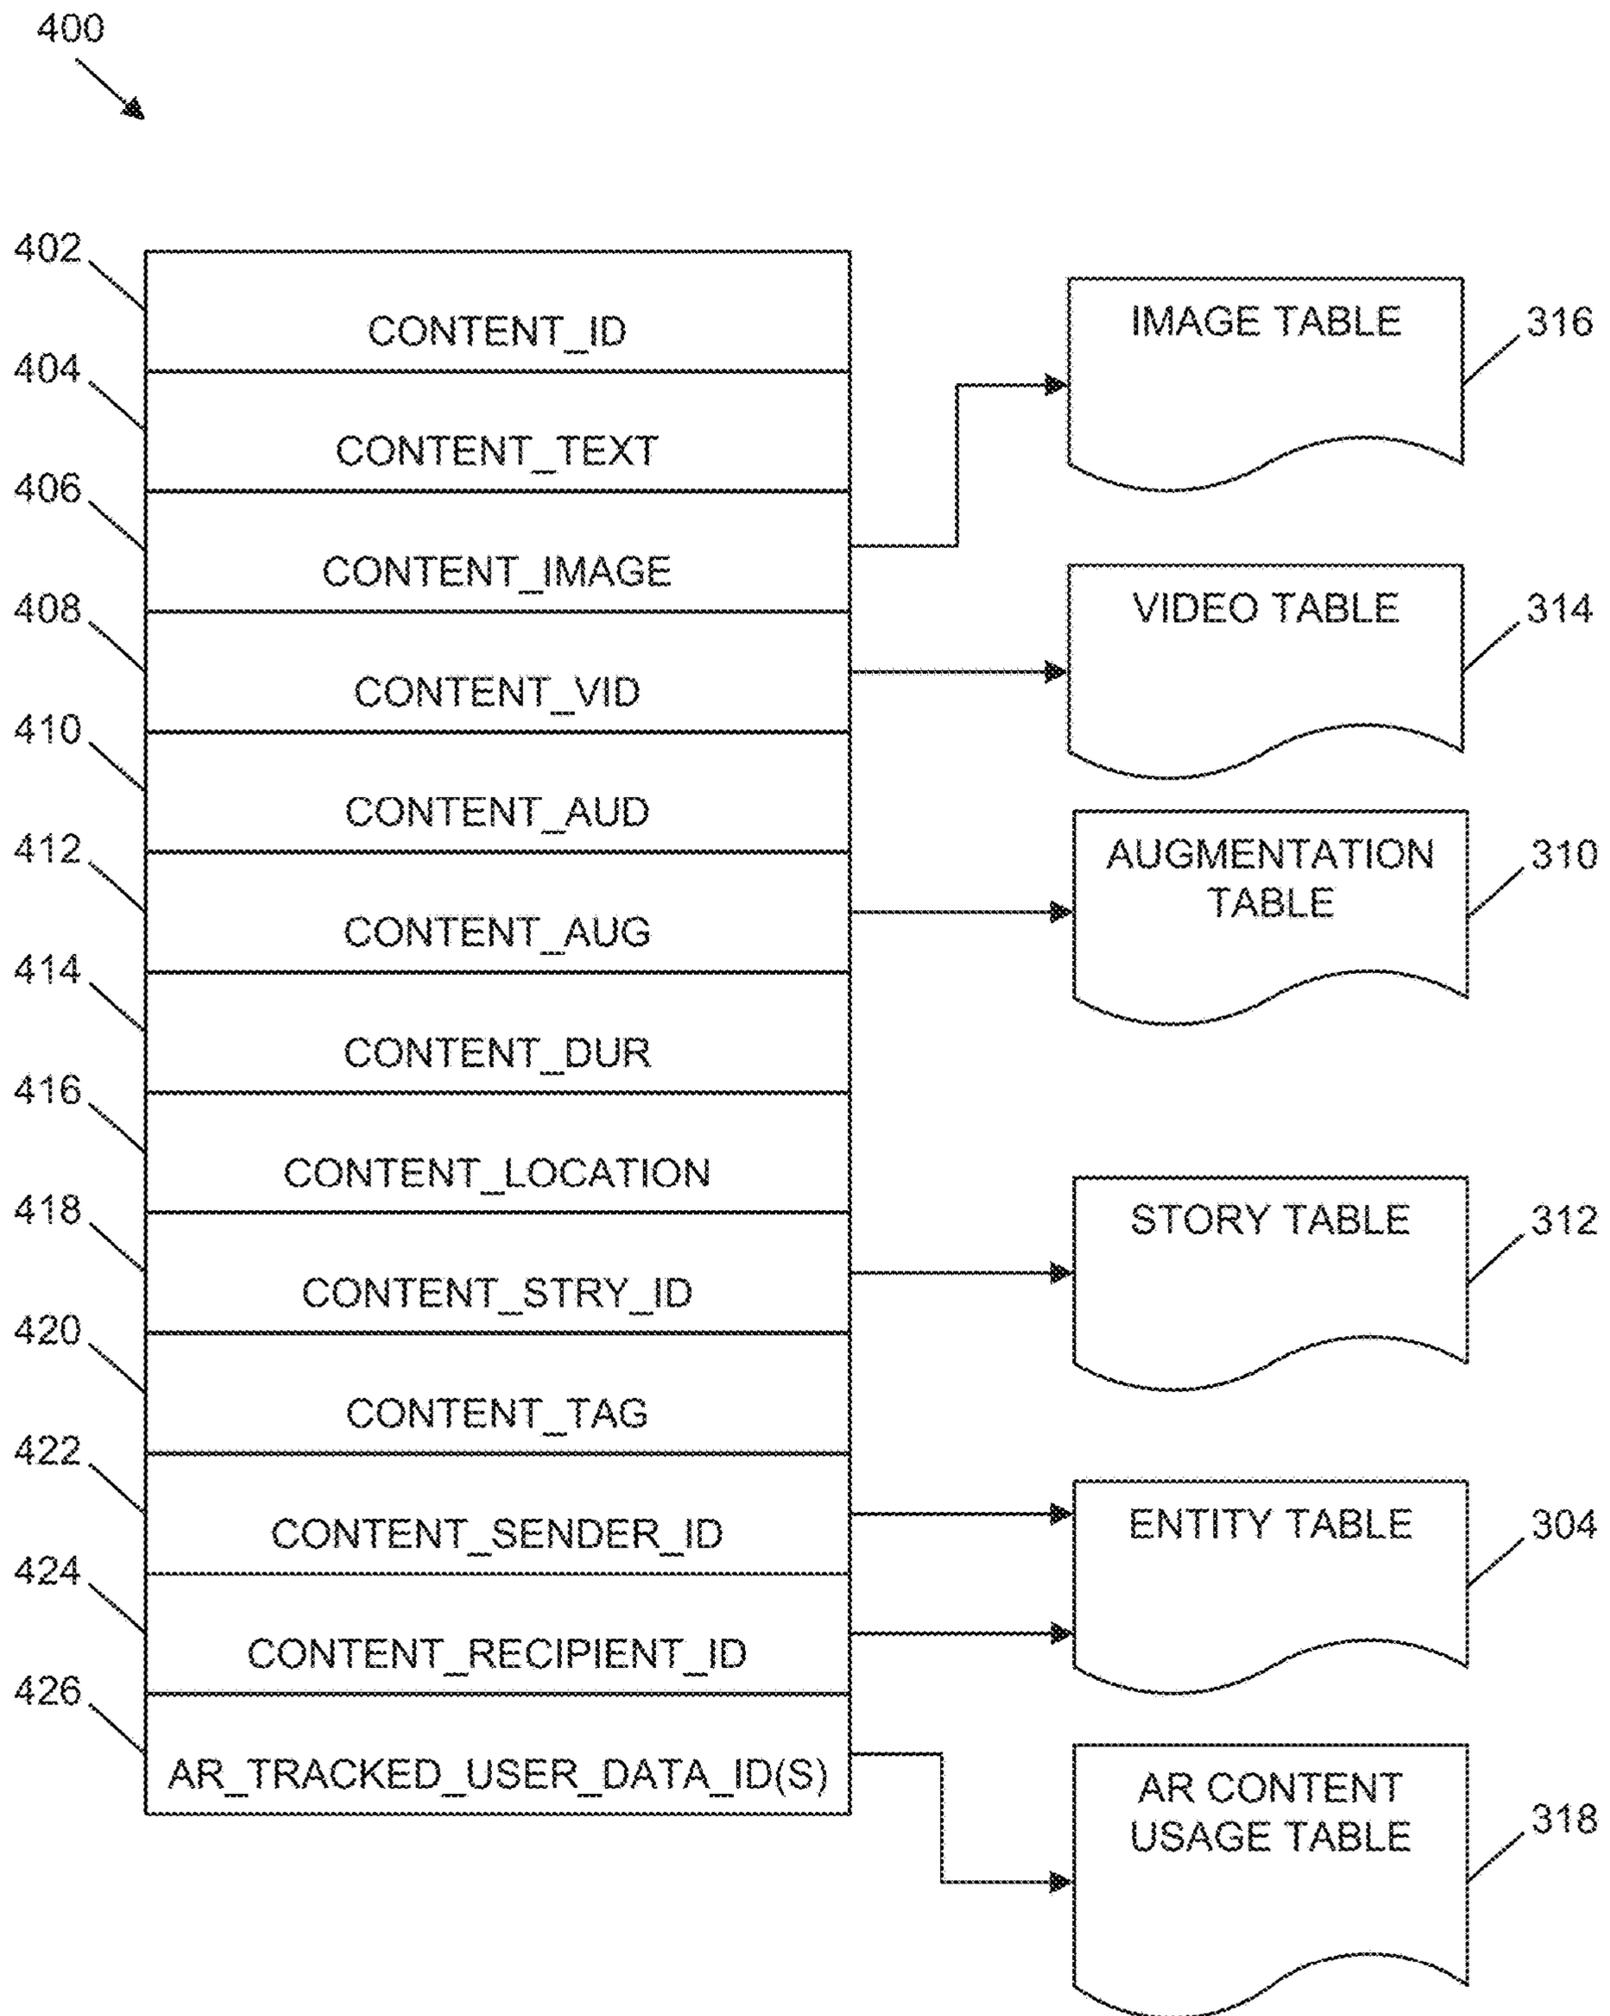 400
402
CONTENT_ID
404
CONTENT_TEXT
406
CONTENT_IMAGE
408
CONTENT_VID
410
CONTENT_AUD
412
CONTENT_AUG
414
CONTENT_DUR
416
CONTENT_LOCATION
418
CONTENT_STRY_ID
420
CONTENT_TAG
422
CONTENT_SENDER_ID
424
CONTENT_RECIPIENT_ID
426
AR_TRACKED_USER_DATA_ID(S)
IMAGE TABLE
316
VIDEO TABLE
314
AUGMENTATION
TABLE
310
STORY TABLE
312
ENTITY TABLE
304
AR CONTENT
USAGE TABLE
318